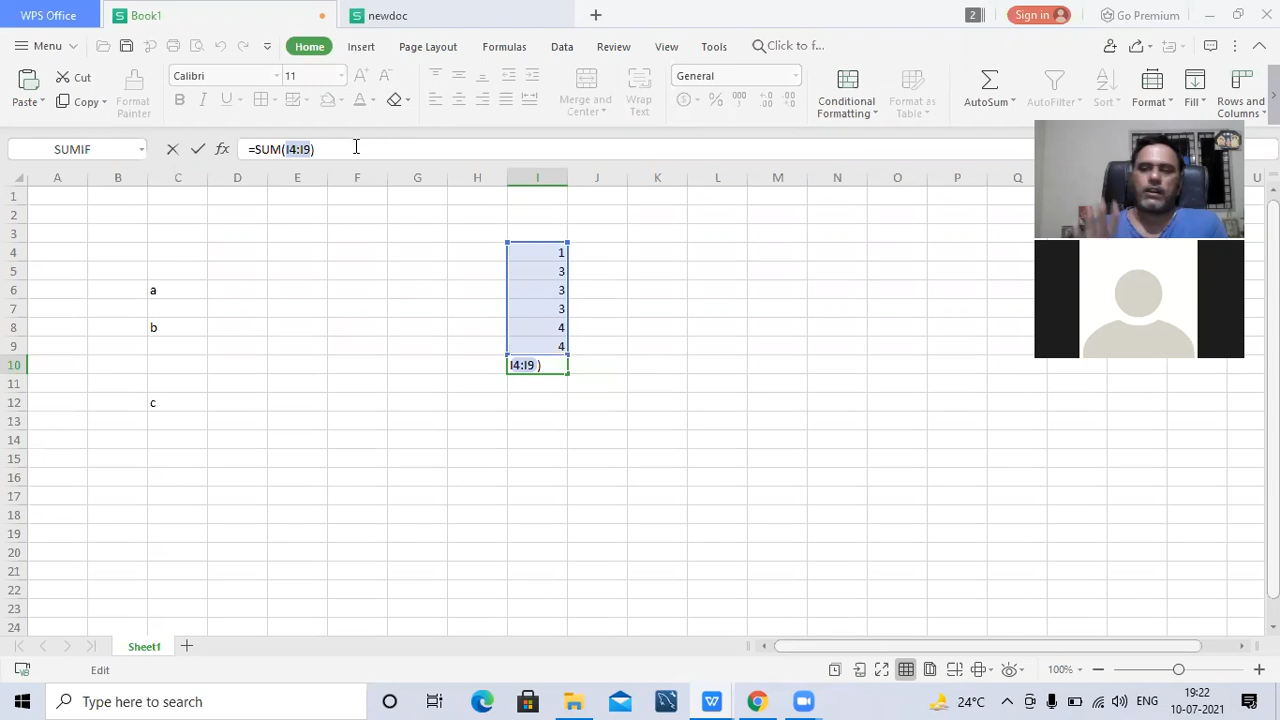 WPS Office Book1 newdoc 2 Sign in Go Premium
Menu Home Insert Page Layout Formulas Data Review View Tools Click to f...
Paste Cut Copy Format Painter Calibri 11 A A B I U A Merge and Center Wrap Text General % 000 Conditional Formatting Format as Table AutoSum AutoFilter Sort Format Fill Rows and Columns
SUMIF fx =SUM(I4:I9)
A B C D E F G H I J K L M N O P Q U
1
2
3
4 1
5 3
6 a 3
7 3
8 b 4
9 4
10 I4:I9 )
11
12 c
13
14
15
16
17
18
19
20
21
22
23
24
Sheet1
Edit 100%
Type here to search 24°C ENG 19:22
10-07-2021